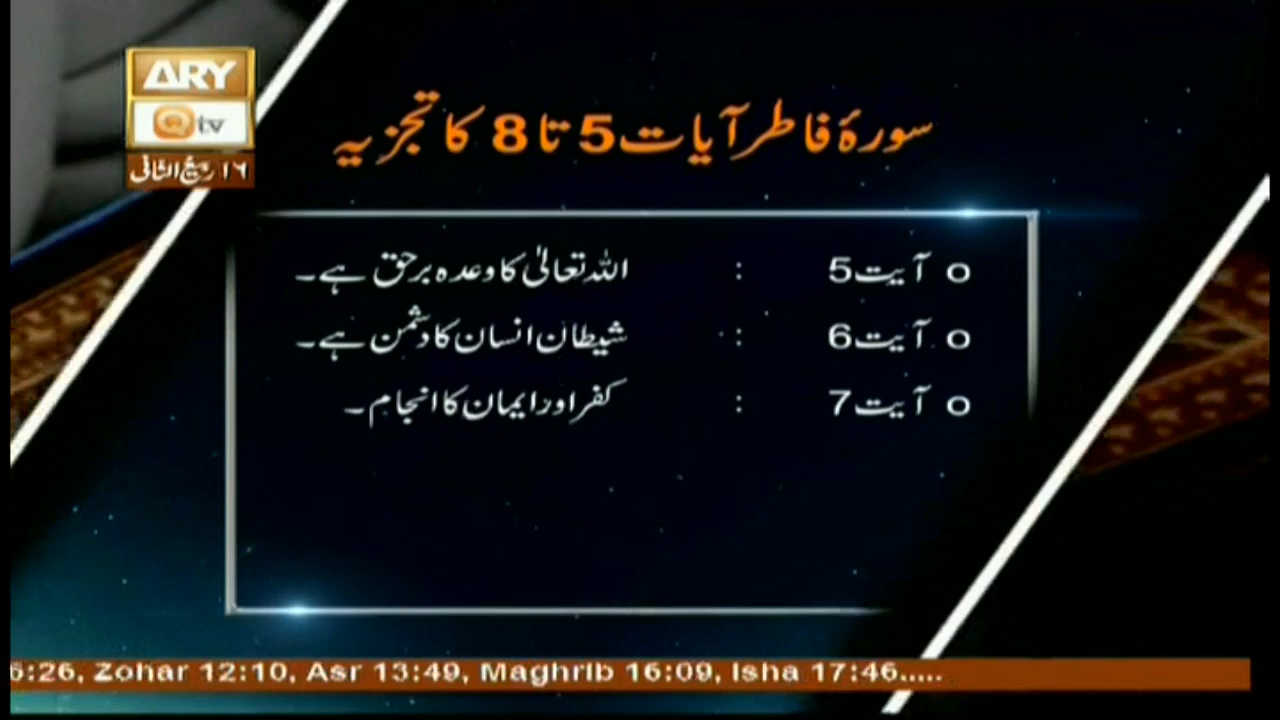 ARY
Qtv
۱٦ ربیع الثانی
سورۂ فاطر آیات 5 تا 8 کا تجزیہ
o آیت 5 : اللہ تعالیٰ کا وعدہ برحق ہے۔
o آیت 6 : شیطان انسان کا دشمن ہے۔
o آیت 7 : کفر اور ایمان کا انجام۔
6:26, Zohar 12:10, Asr 13:49, Maghrib 16:09, Isha 17:46.....